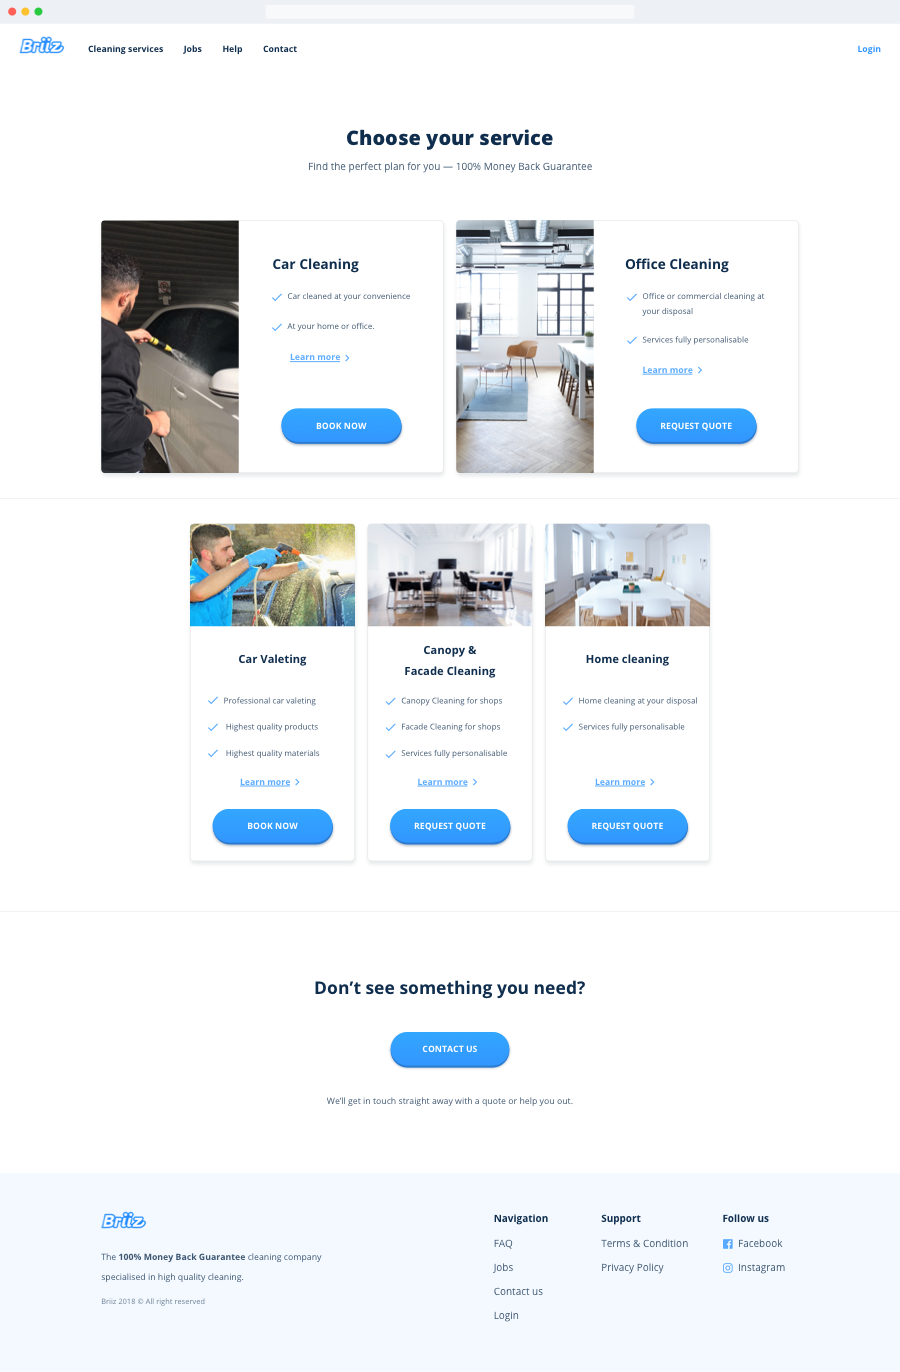 Briiz
Cleaning services
Jobs
Help
Contact
Login
Choose your service
Find the perfect plan for you — 100% Money Back Guarantee
Car Cleaning
Car cleaned at your convenience
At your home or office.
Learn more
BOOK NOW
Office Cleaning
Office or commercial cleaning at
your disposal
Services fully personalisable
Learn more
REQUEST QUOTE
Car Valeting
Professional car valeting
Highest quality products
Highest quality materials
Learn more
BOOK NOW
Canopy &
Facade Cleaning
Canopy Cleaning for shops
Facade Cleaning for shops
Services fully personalisable
Learn more
REQUEST QUOTE
Home cleaning
Home cleaning at your disposal
Services fully personalisable
Learn more
REQUEST QUOTE
Don’t see something you need?
CONTACT US
We'll get in touch straight away with a quote or help you out.
Briiz
The 100% Money Back Guarantee cleaning company
specialised in high quality cleaning.
Briiz 2018 © All right reserved
Navigation
FAQ
Jobs
Contact us
Login
Support
Terms & Condition
Privacy Policy
Follow us
Facebook
Instagram